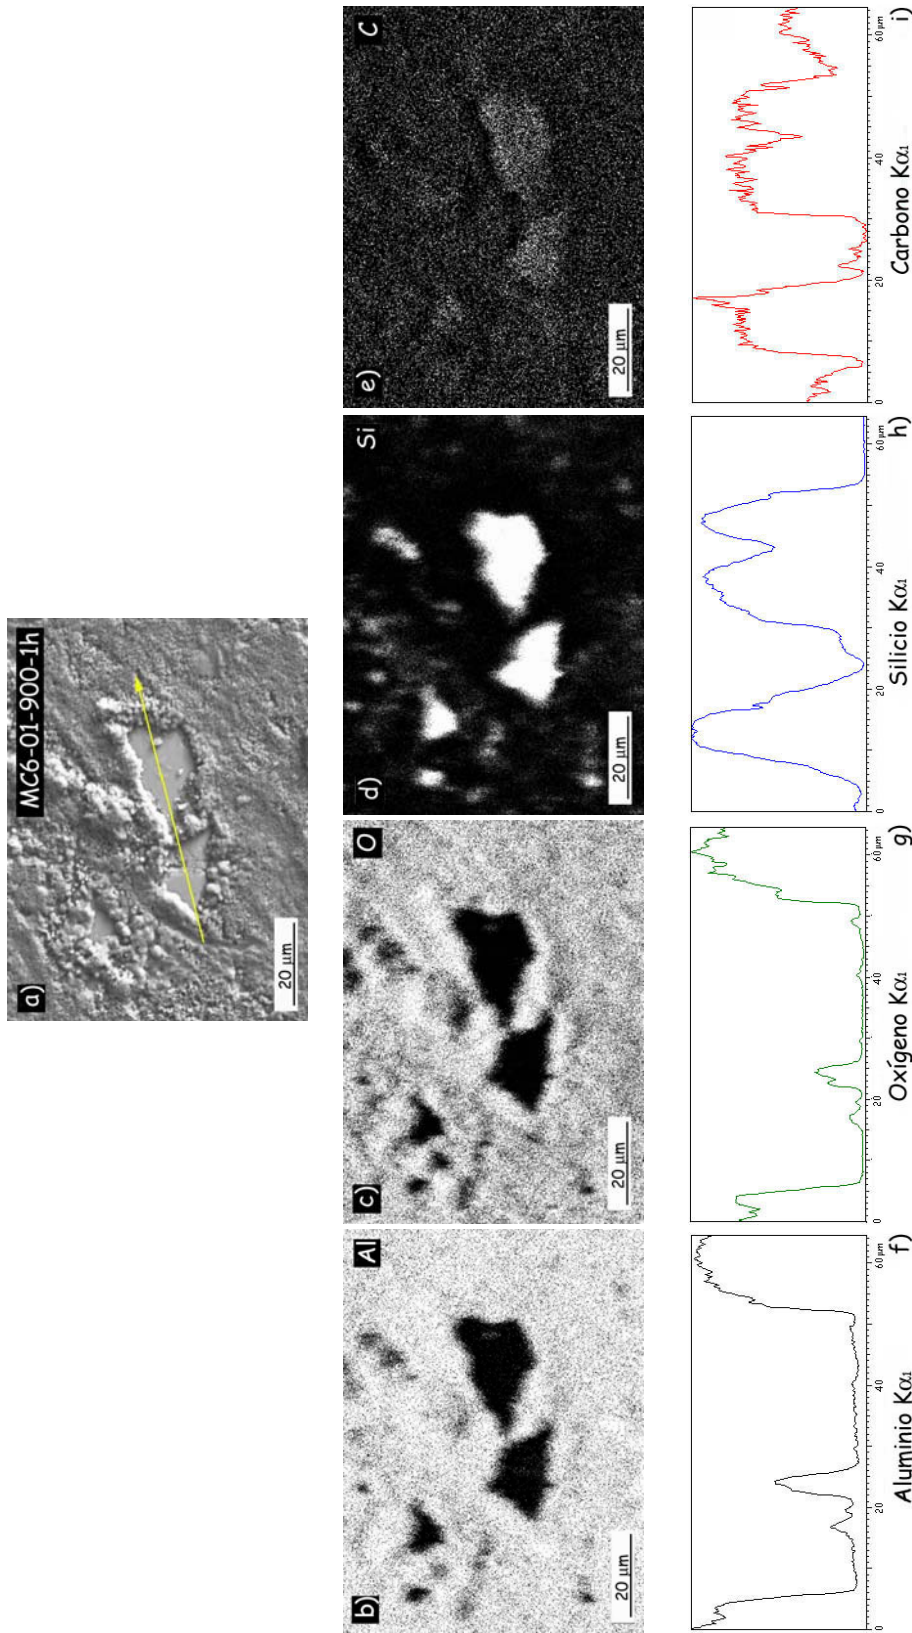 a)
MC6-01-900-1h
20 μm
b)
Al
20 μm
c)
O
20 μm
d)
Si
20 μm
e)
C
20 μm
0
20
40
60 μm
Aluminio Kα₁
f)
0
20
40
60 μm
Oxígeno Kα₁
g)
0
20
40
60 μm
Silicio Kα₁
h)
0
20
40
60 μm
Carbono Kα₁
i)